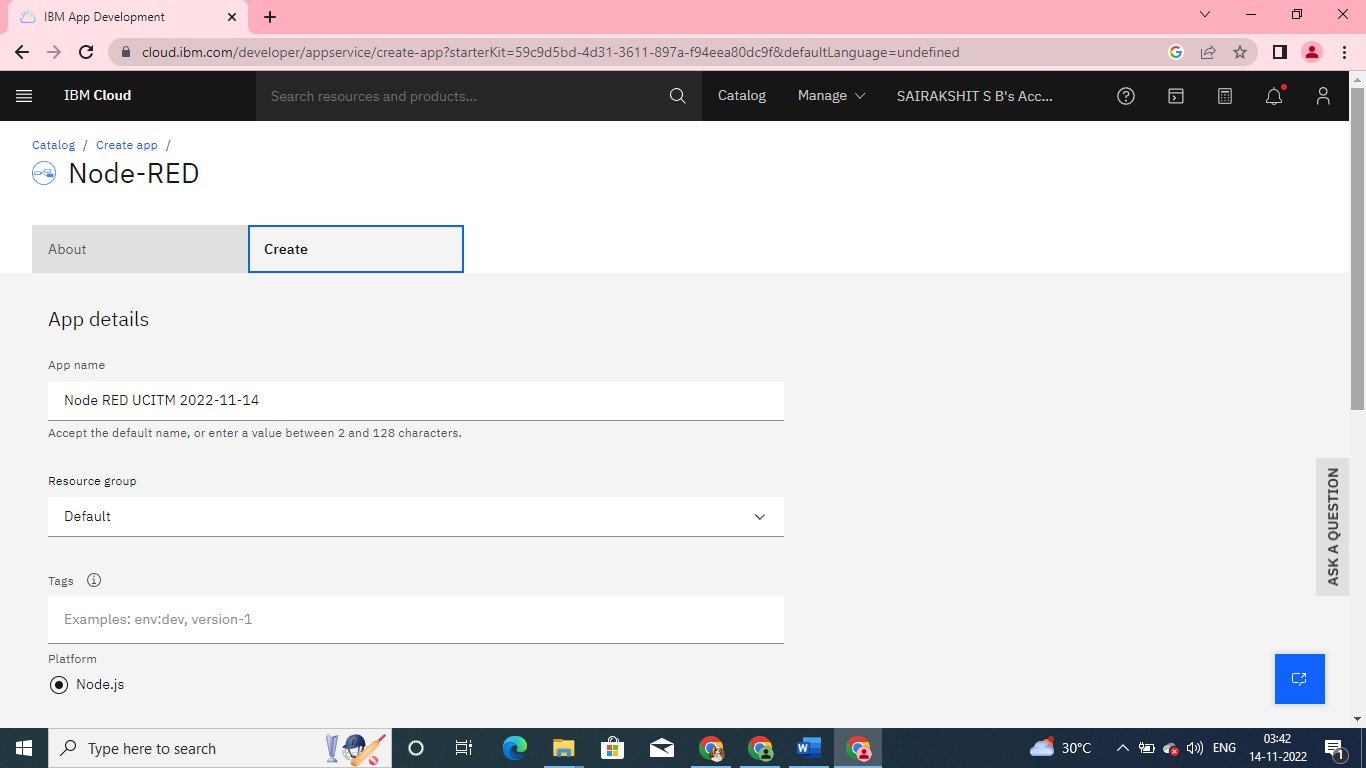 IBM App Development
cloud.ibm.com/developer/appservice/create-app?starterKit=59c9d5bd-4d31-3611-897a-f94eea80dc9f&defaultLanguage=undefined
IBM Cloud
Search resources and products...
Catalog
Manage
SAIRAKSHIT S B's Acc...
Catalog / Create app /
Node-RED
About
Create
App details
App name
Node RED UCITM 2022-11-14
Accept the default name, or enter a value between 2 and 128 characters.
Resource group
Default
Tags
Examples: env:dev, version-1
Platform
Node.js
ASK A QUESTION
Type here to search
30°C
ENG
03:42
14-11-2022
1